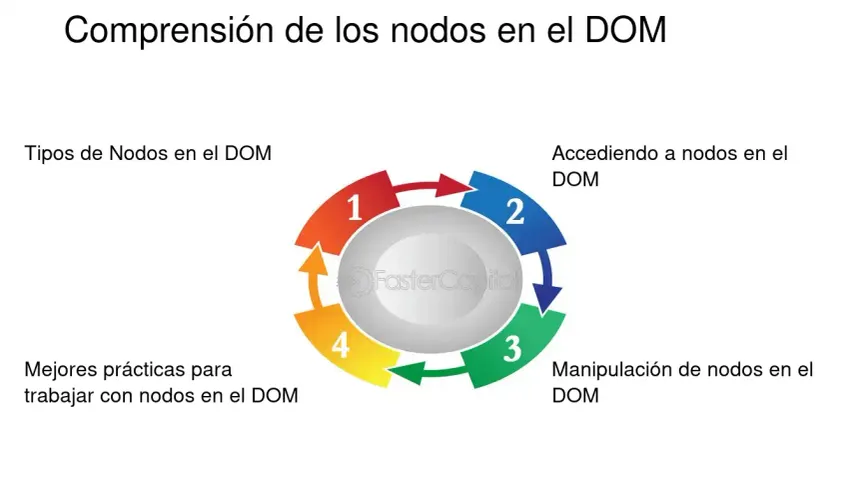 Comprensión de los nodos en el DOM
Tipos de Nodos en el DOM
Accediendo a nodos en el
DOM
1
2
FasterCapital
4
3
Mejores prácticas para
trabajar con nodos en el DOM
Manipulación de nodos en el
DOM